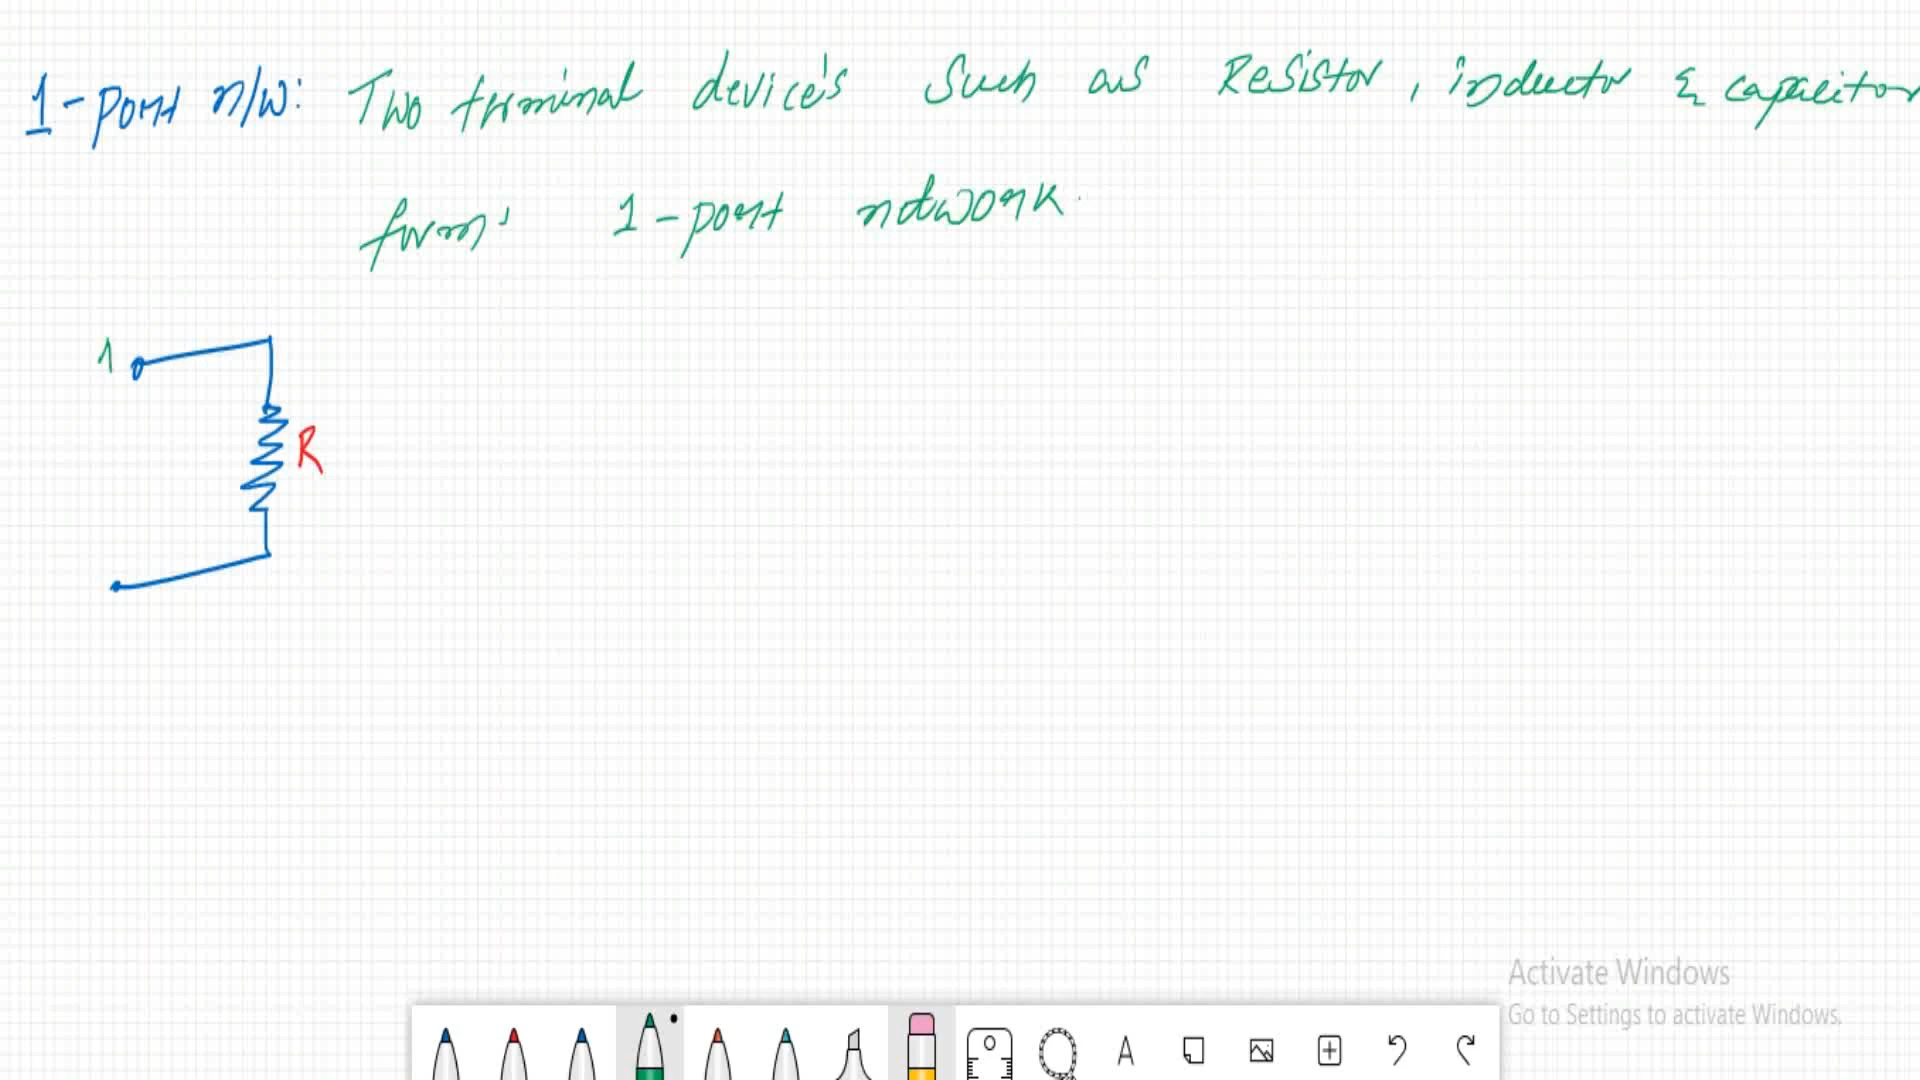 1-port n/w: Two terminal device's such as Resistor, inductor & capacitor
form' 1-port network.
1
R
Activate Windows
Go to Settings to activate Windows.